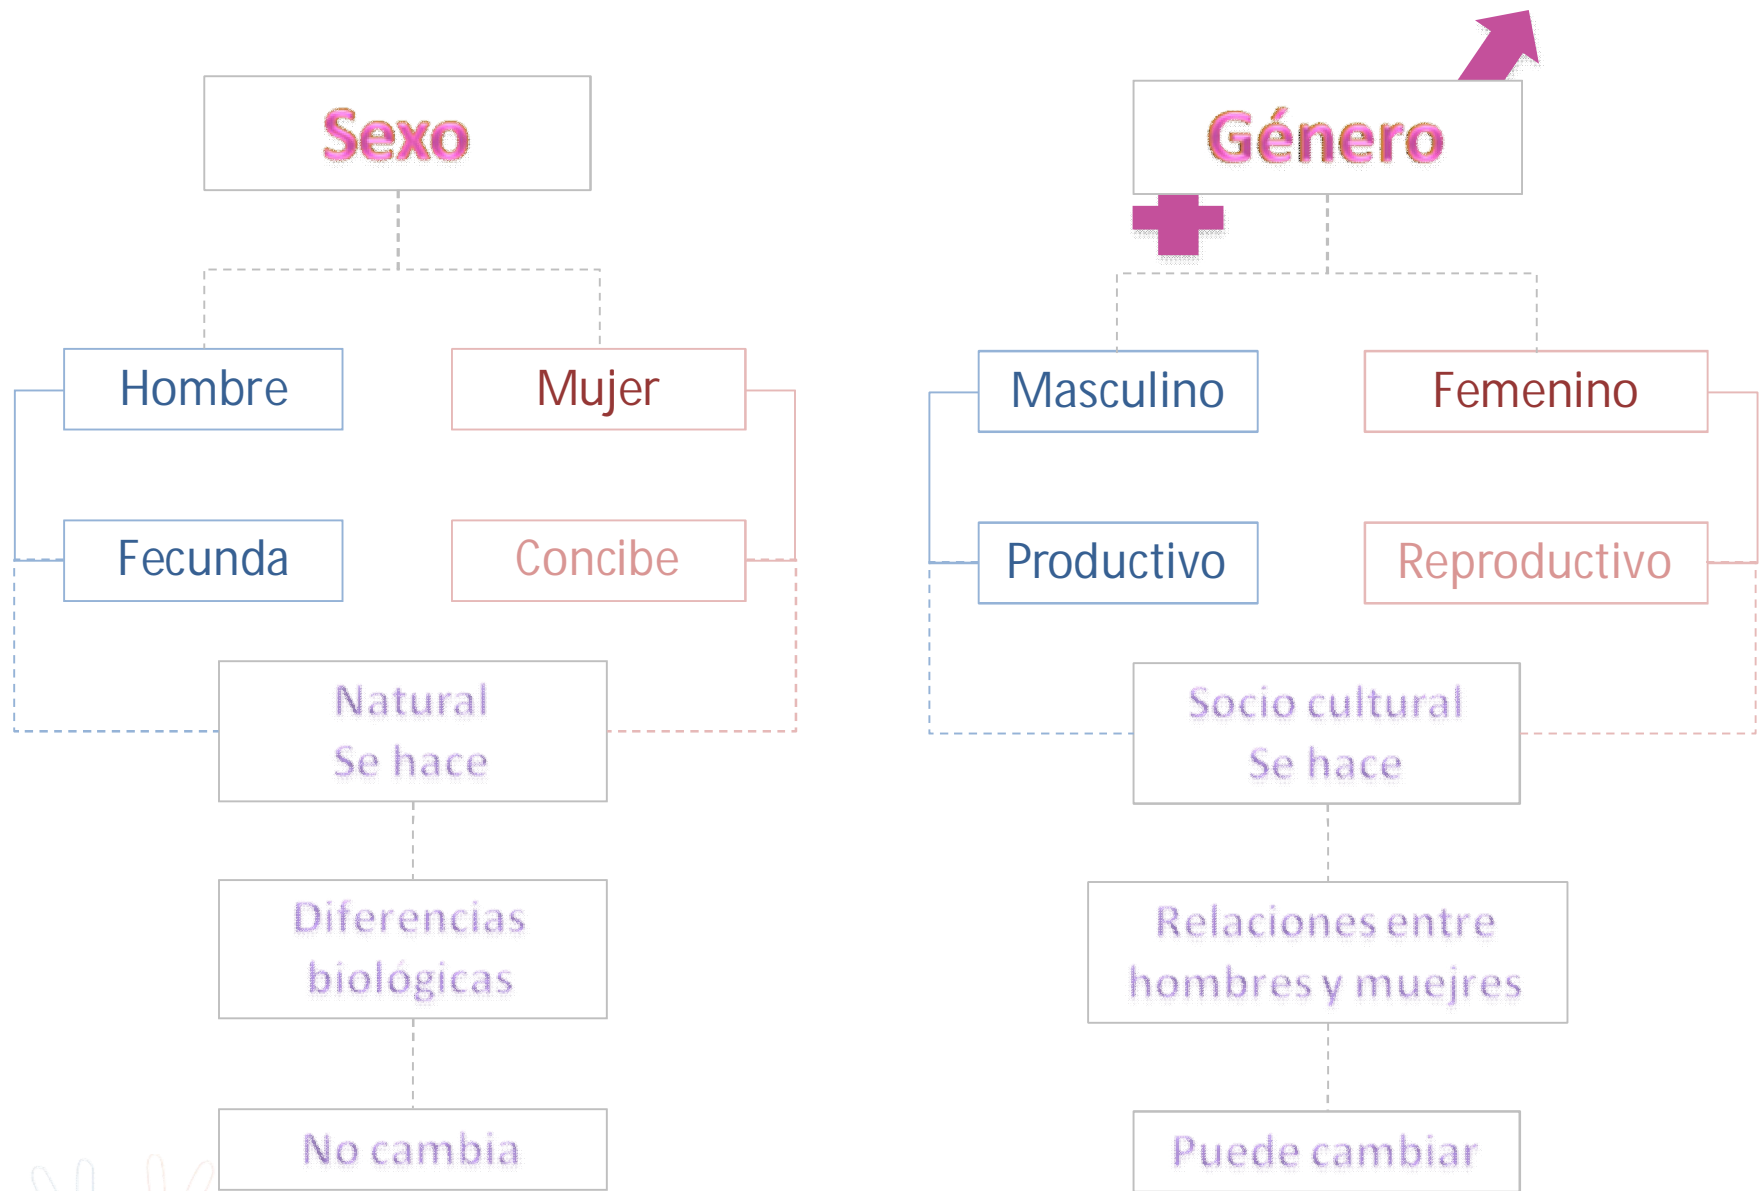 Sexo
Hombre
Mujer
Fecunda
Concibe
Natural
Se hace
Diferencias
biológicas
No cambia
Género
Masculino
Femenino
Productivo
Reproductivo
Socio cultural
Se hace
Relaciones entre
hombres y muejres
Puede cambiar